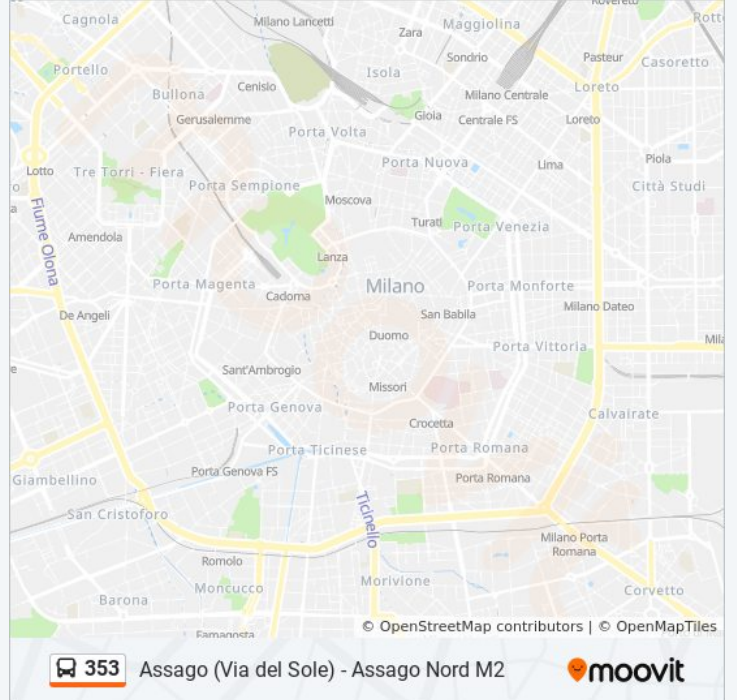 Rovereto
Cagnola
Milano Lancetti
Maggiolina
Zara
Sondrio
Pasteur
Casoretto
Portello
Isola
Cenisio
Bullona
Milano Centrale
Loreto
Gerusalemme
Gioia
Centrale FS
Loreto
Porta Volta
Piola
Porta Nuova
Lima
Lotto
Tre Torri - Fiera
Porta Sempione
Città Studi
Moscova
Turati
Porta Venezia
Fiume Olona
Amendola
Lanza
Porta Magenta
Cadorna
Milano
Porta Monforte
De Angeli
San Babila
Milano Dateo
Duomo
Porta Vittoria
Sant'Ambrogio
Missori
Porta Genova
Crocetta
Calvairate
Porta Ticinese
Porta Romana
Giambellino
Porta Genova FS
Porta Romana
San Cristoforo
Ticinello
Milano Porta
Romana
Romolo
Moncucco
Morivione
Corvetto
Barona
Famagosta
© OpenStreetMap contributors | © OpenMapTiles
353 Assago (Via del Sole) - Assago Nord M2
moovit